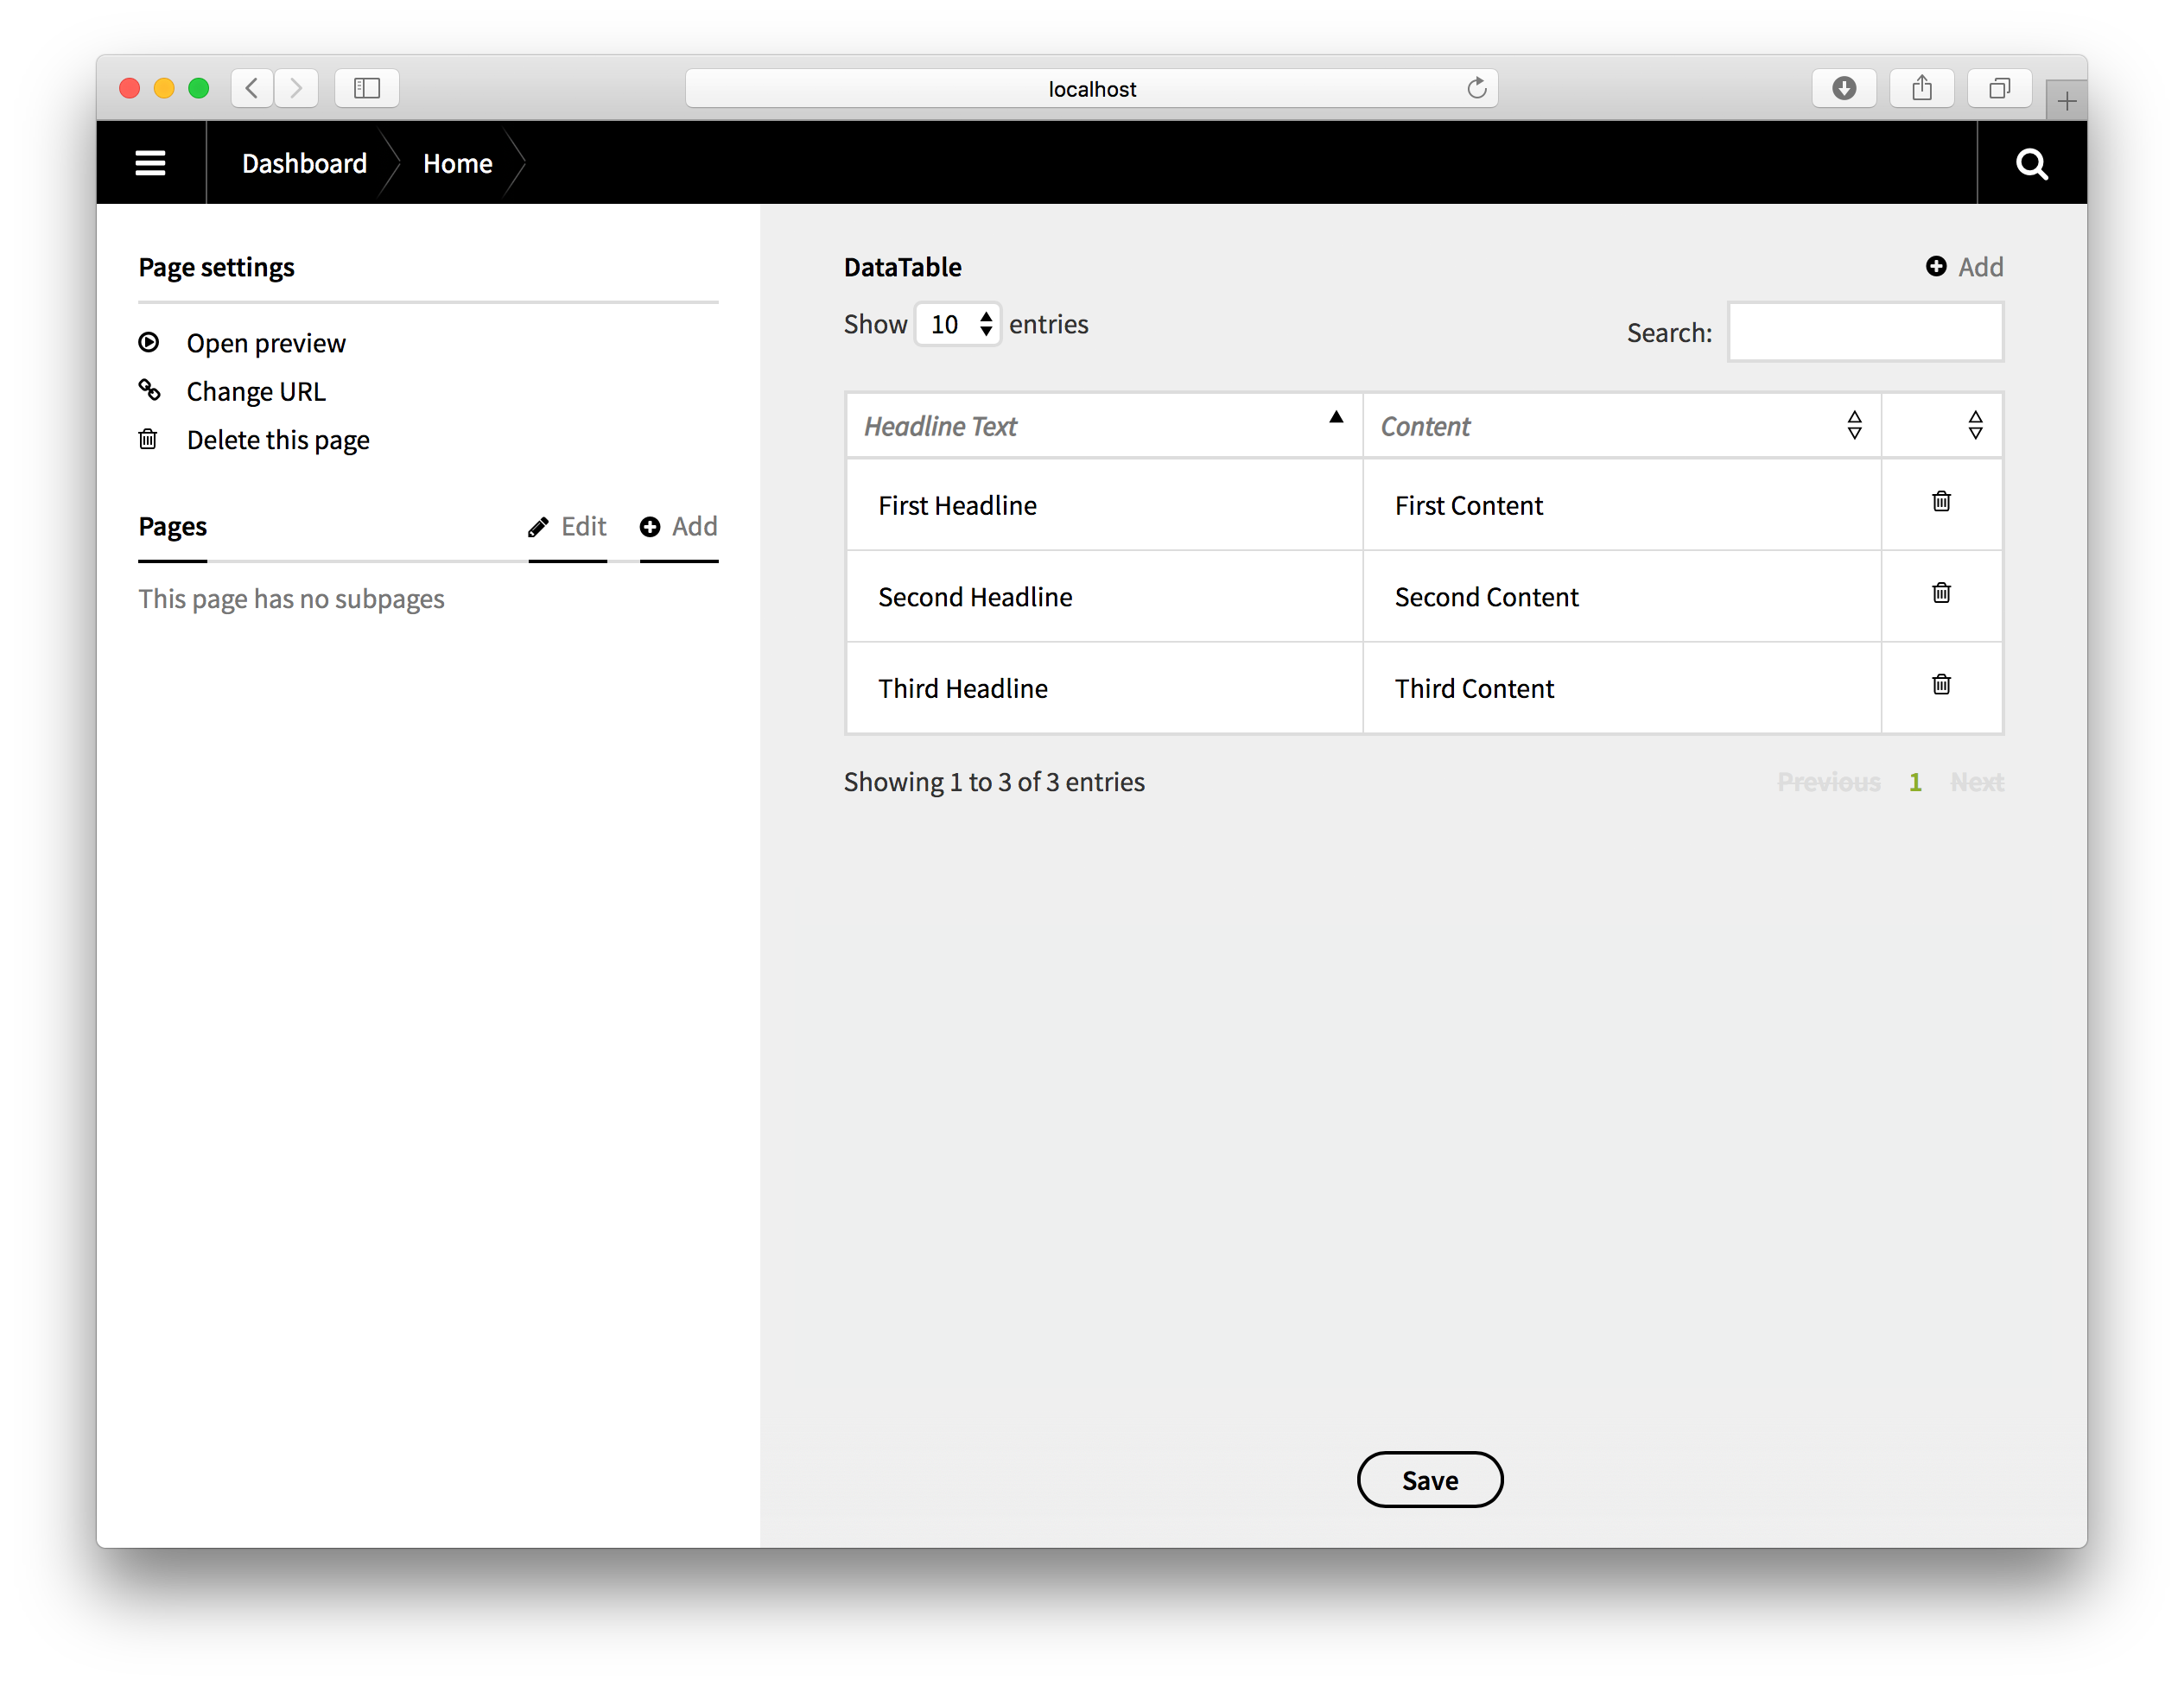 localhost
Dashboard Home
Page settings
Open preview
Change URL
Delete this page
Pages Edit Add
This page has no subpages
DataTable Add
Show 10 entries Search:
Headline Text Content
First Headline First Content
Second Headline Second Content
Third Headline Third Content
Showing 1 to 3 of 3 entries Previous 1 Next
Save